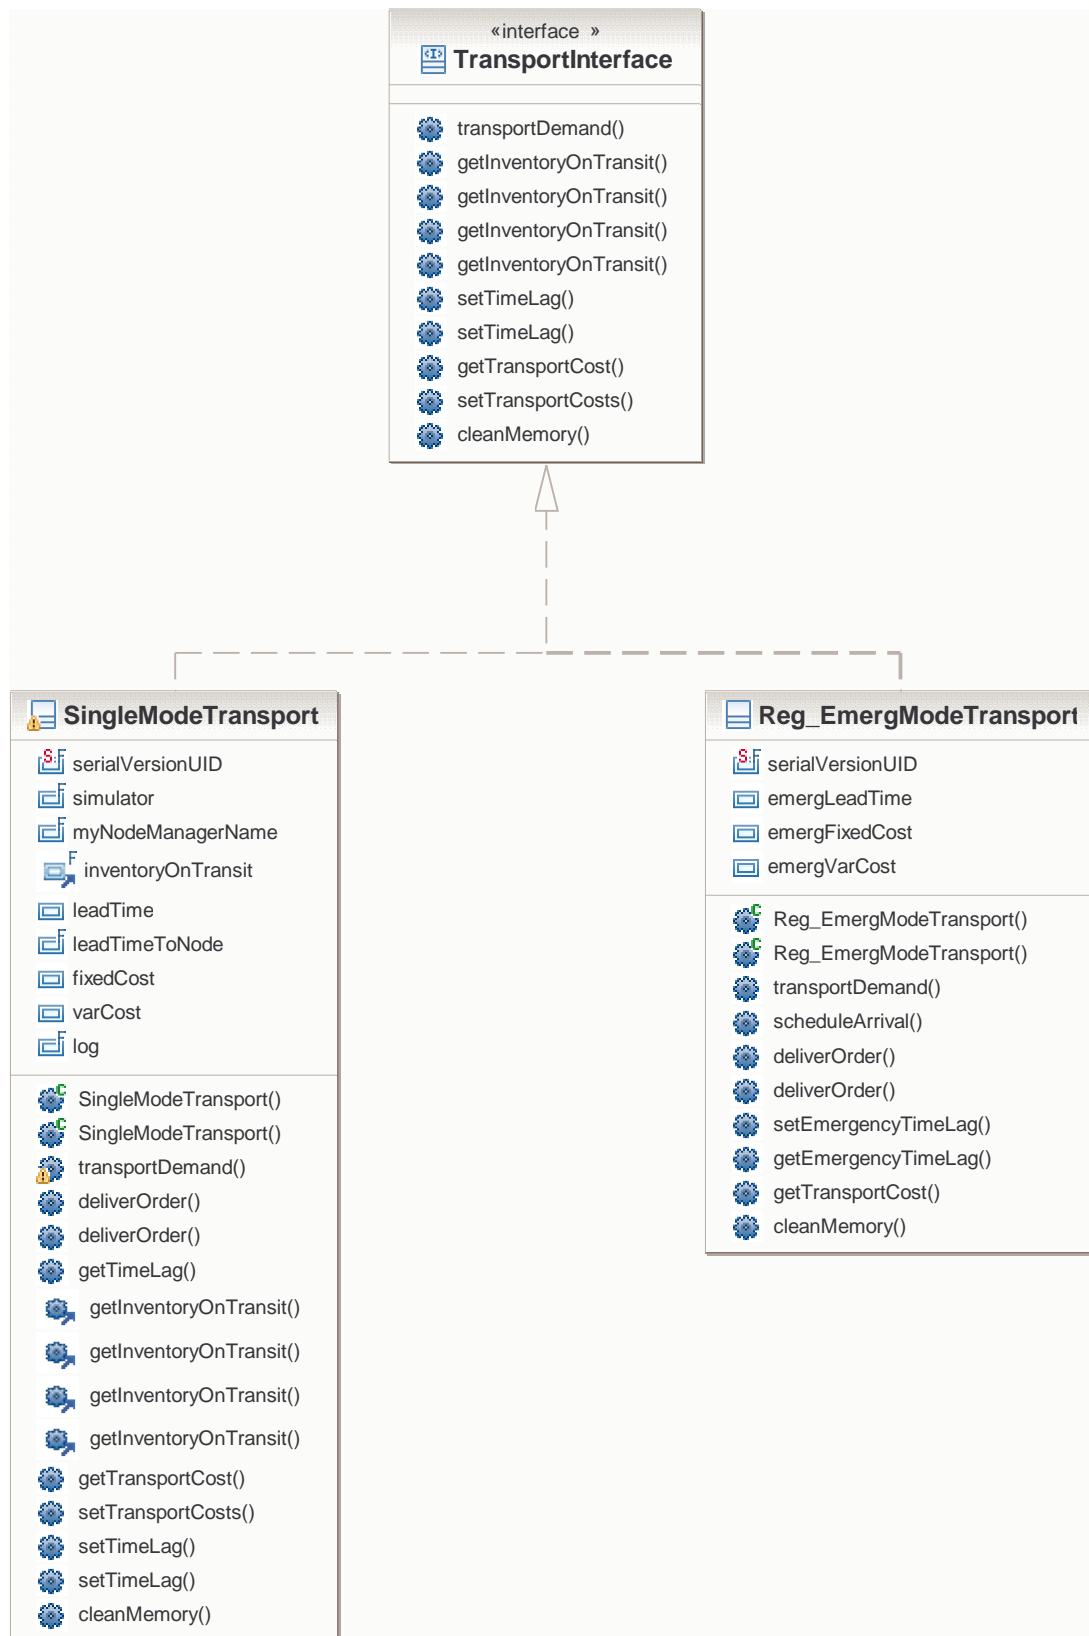 «interface »
TransportInterface
transportDemand()
getInventoryOnTransit()
getInventoryOnTransit()
getInventoryOnTransit()
getInventoryOnTransit()
setTimeLag()
setTimeLag()
getTransportCost()
setTransportCosts()
cleanMemory()
SingleModeTransport
S F serialVersionUID
F simulator
F myNodeManagerName
F inventoryOnTransit
leadTime
F leadTimeToNode
fixedCost
varCost
F log
C SingleModeTransport()
C SingleModeTransport()
transportDemand()
deliverOrder()
deliverOrder()
getTimeLag()
getInventoryOnTransit()
getInventoryOnTransit()
getInventoryOnTransit()
getInventoryOnTransit()
getTransportCost()
setTransportCosts()
setTimeLag()
setTimeLag()
cleanMemory()
Reg_EmergModeTransport
S F serialVersionUID
emergLeadTime
emergFixedCost
emergVarCost
C Reg_EmergModeTransport()
C Reg_EmergModeTransport()
transportDemand()
scheduleArrival()
deliverOrder()
deliverOrder()
setEmergencyTimeLag()
getEmergencyTimeLag()
getTransportCost()
cleanMemory()